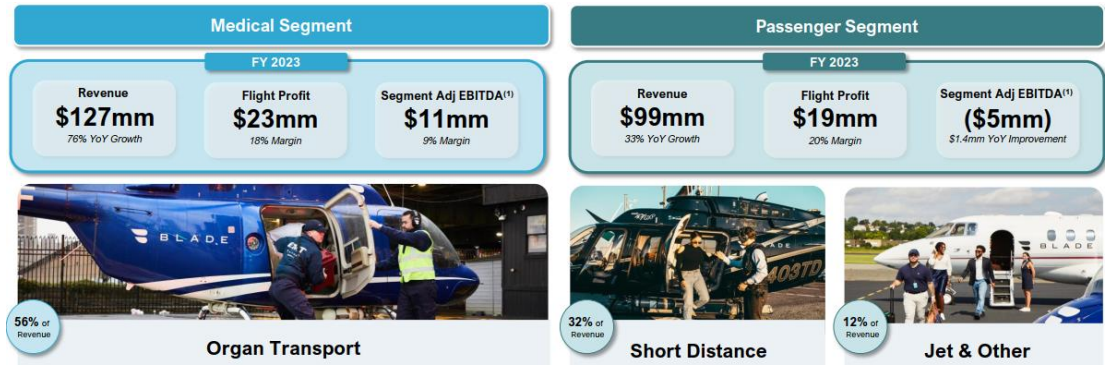 Medical Segment
FY 2023
Revenue
$127mm
76% YoY Growth
Flight Profit
$23mm
18% Margin
Segment Adj EBITDA(1)
$11mm
9% Margin
Passenger Segment
FY 2023
Revenue
$99mm
33% YoY Growth
Flight Profit
$19mm
20% Margin
Segment Adj EBITDA(1)
($5mm)
$1.4mm YoY Improvement
BLADE
BLADE
403TD
BLADE
56% of
Revenue
Organ Transport
32% of
Revenue
Short Distance
12% of
Revenue
Jet & Other